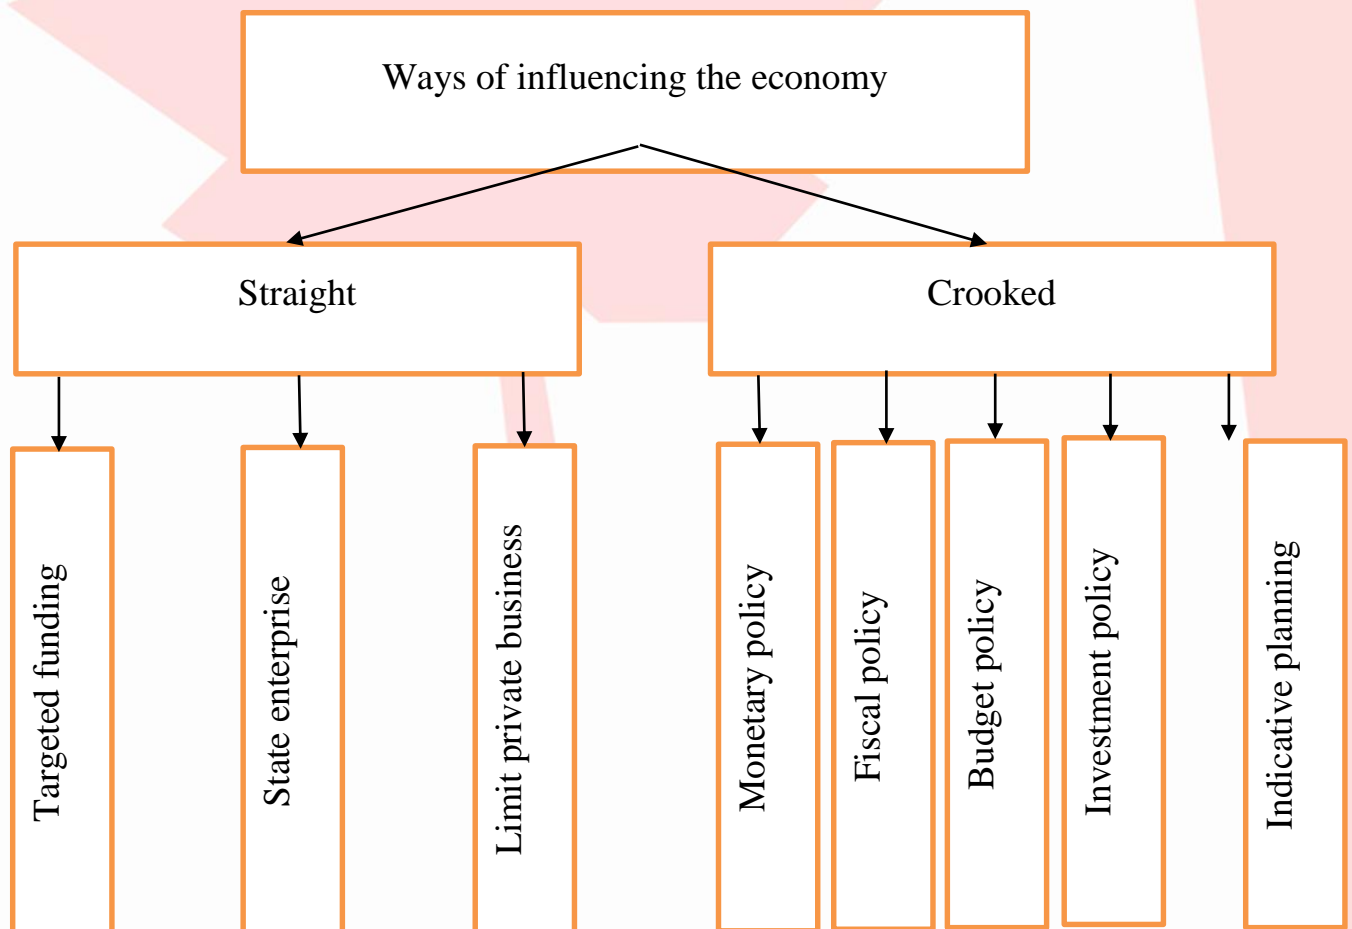 Ways of influencing the economy
Straight
Crooked
Targeted funding
State enterprise
Limit private business
Monetary policy
Fiscal policy
Budget policy
Investment policy
Indicative planning